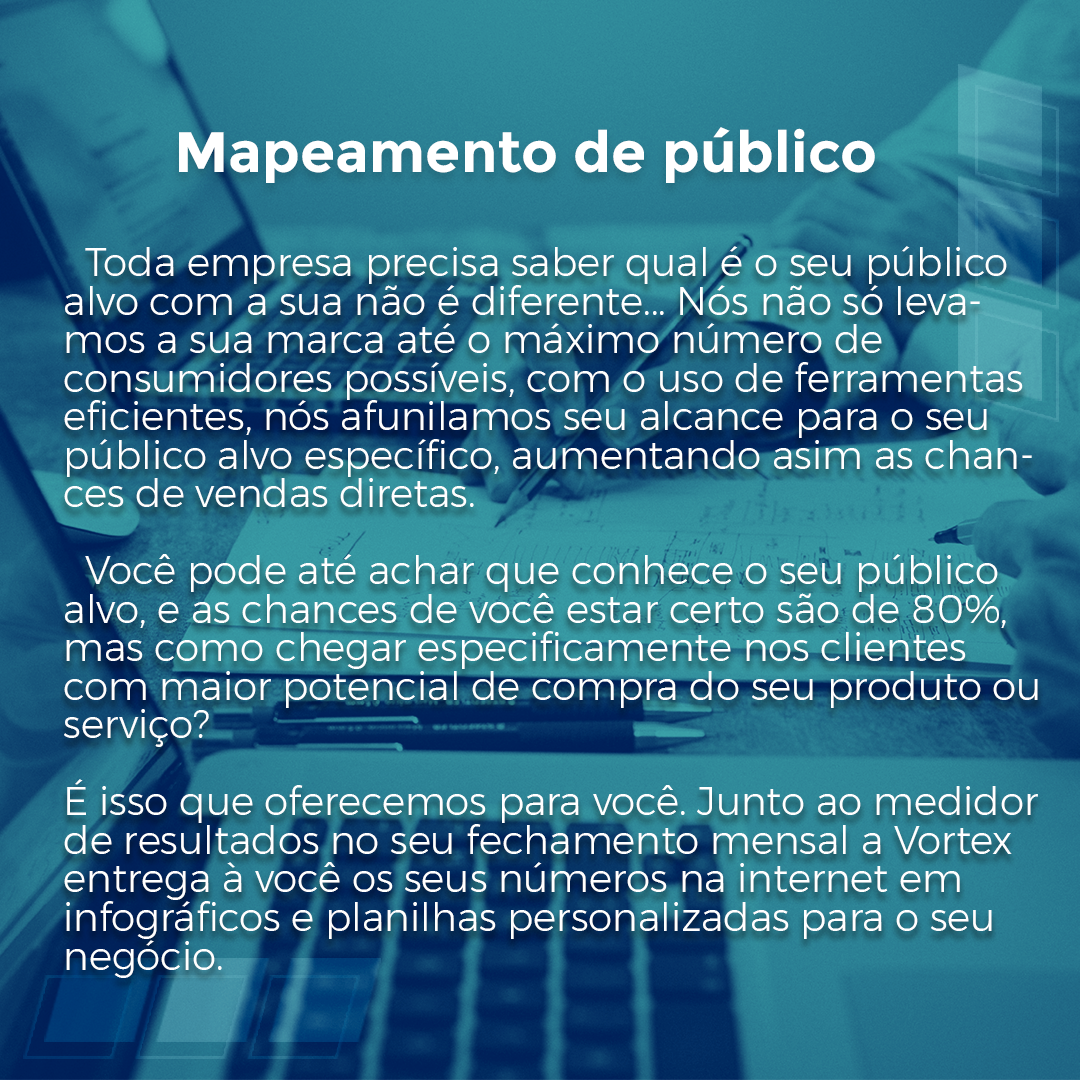 Mapeamento de público
Toda empresa precisa saber qual é o seu público
alvo com a sua não é diferente... Nós não só leva-
mos a sua marca até o máximo número de
consumidores possíveis, com o uso de ferramentas
eficientes, nós afunilamos seu alcance para o seu
público alvo específico, aumentando asim as chan-
ces de vendas diretas.
Você pode até achar que conhece o seu público
alvo, e as chances de você estar certo são de 80%,
mas como chegar especificamente nos clientes
com maior potencial de compra do seu produto ou
serviço?
É isso que oferecemos para você. Junto ao medidor
de resultados no seu fechamento mensal a Vortex
entrega à você os seus números na internet em
infográficos e planilhas personalizadas para o seu
negócio.